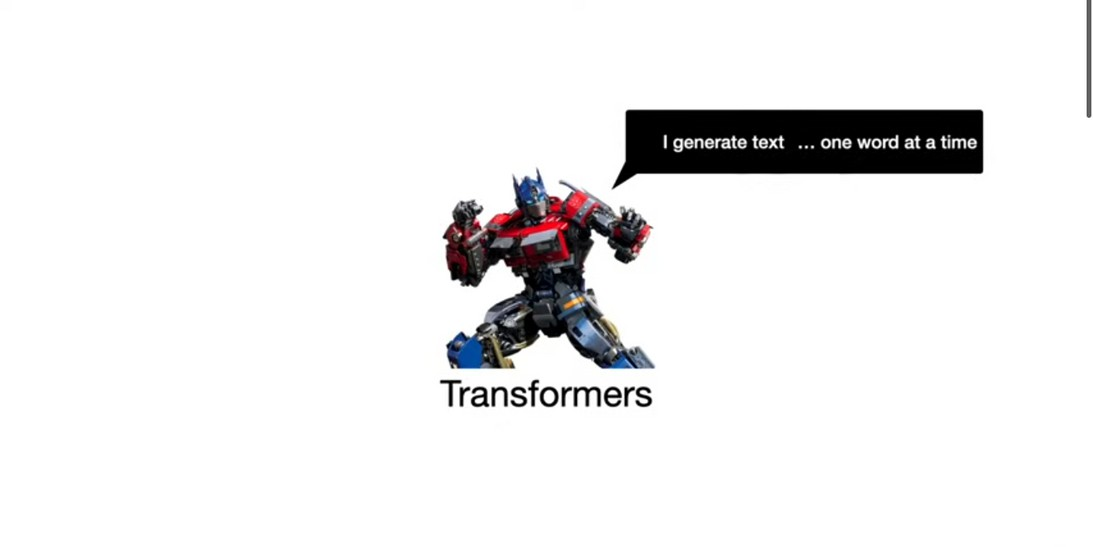 I generate text ... one word at a time
Transformers